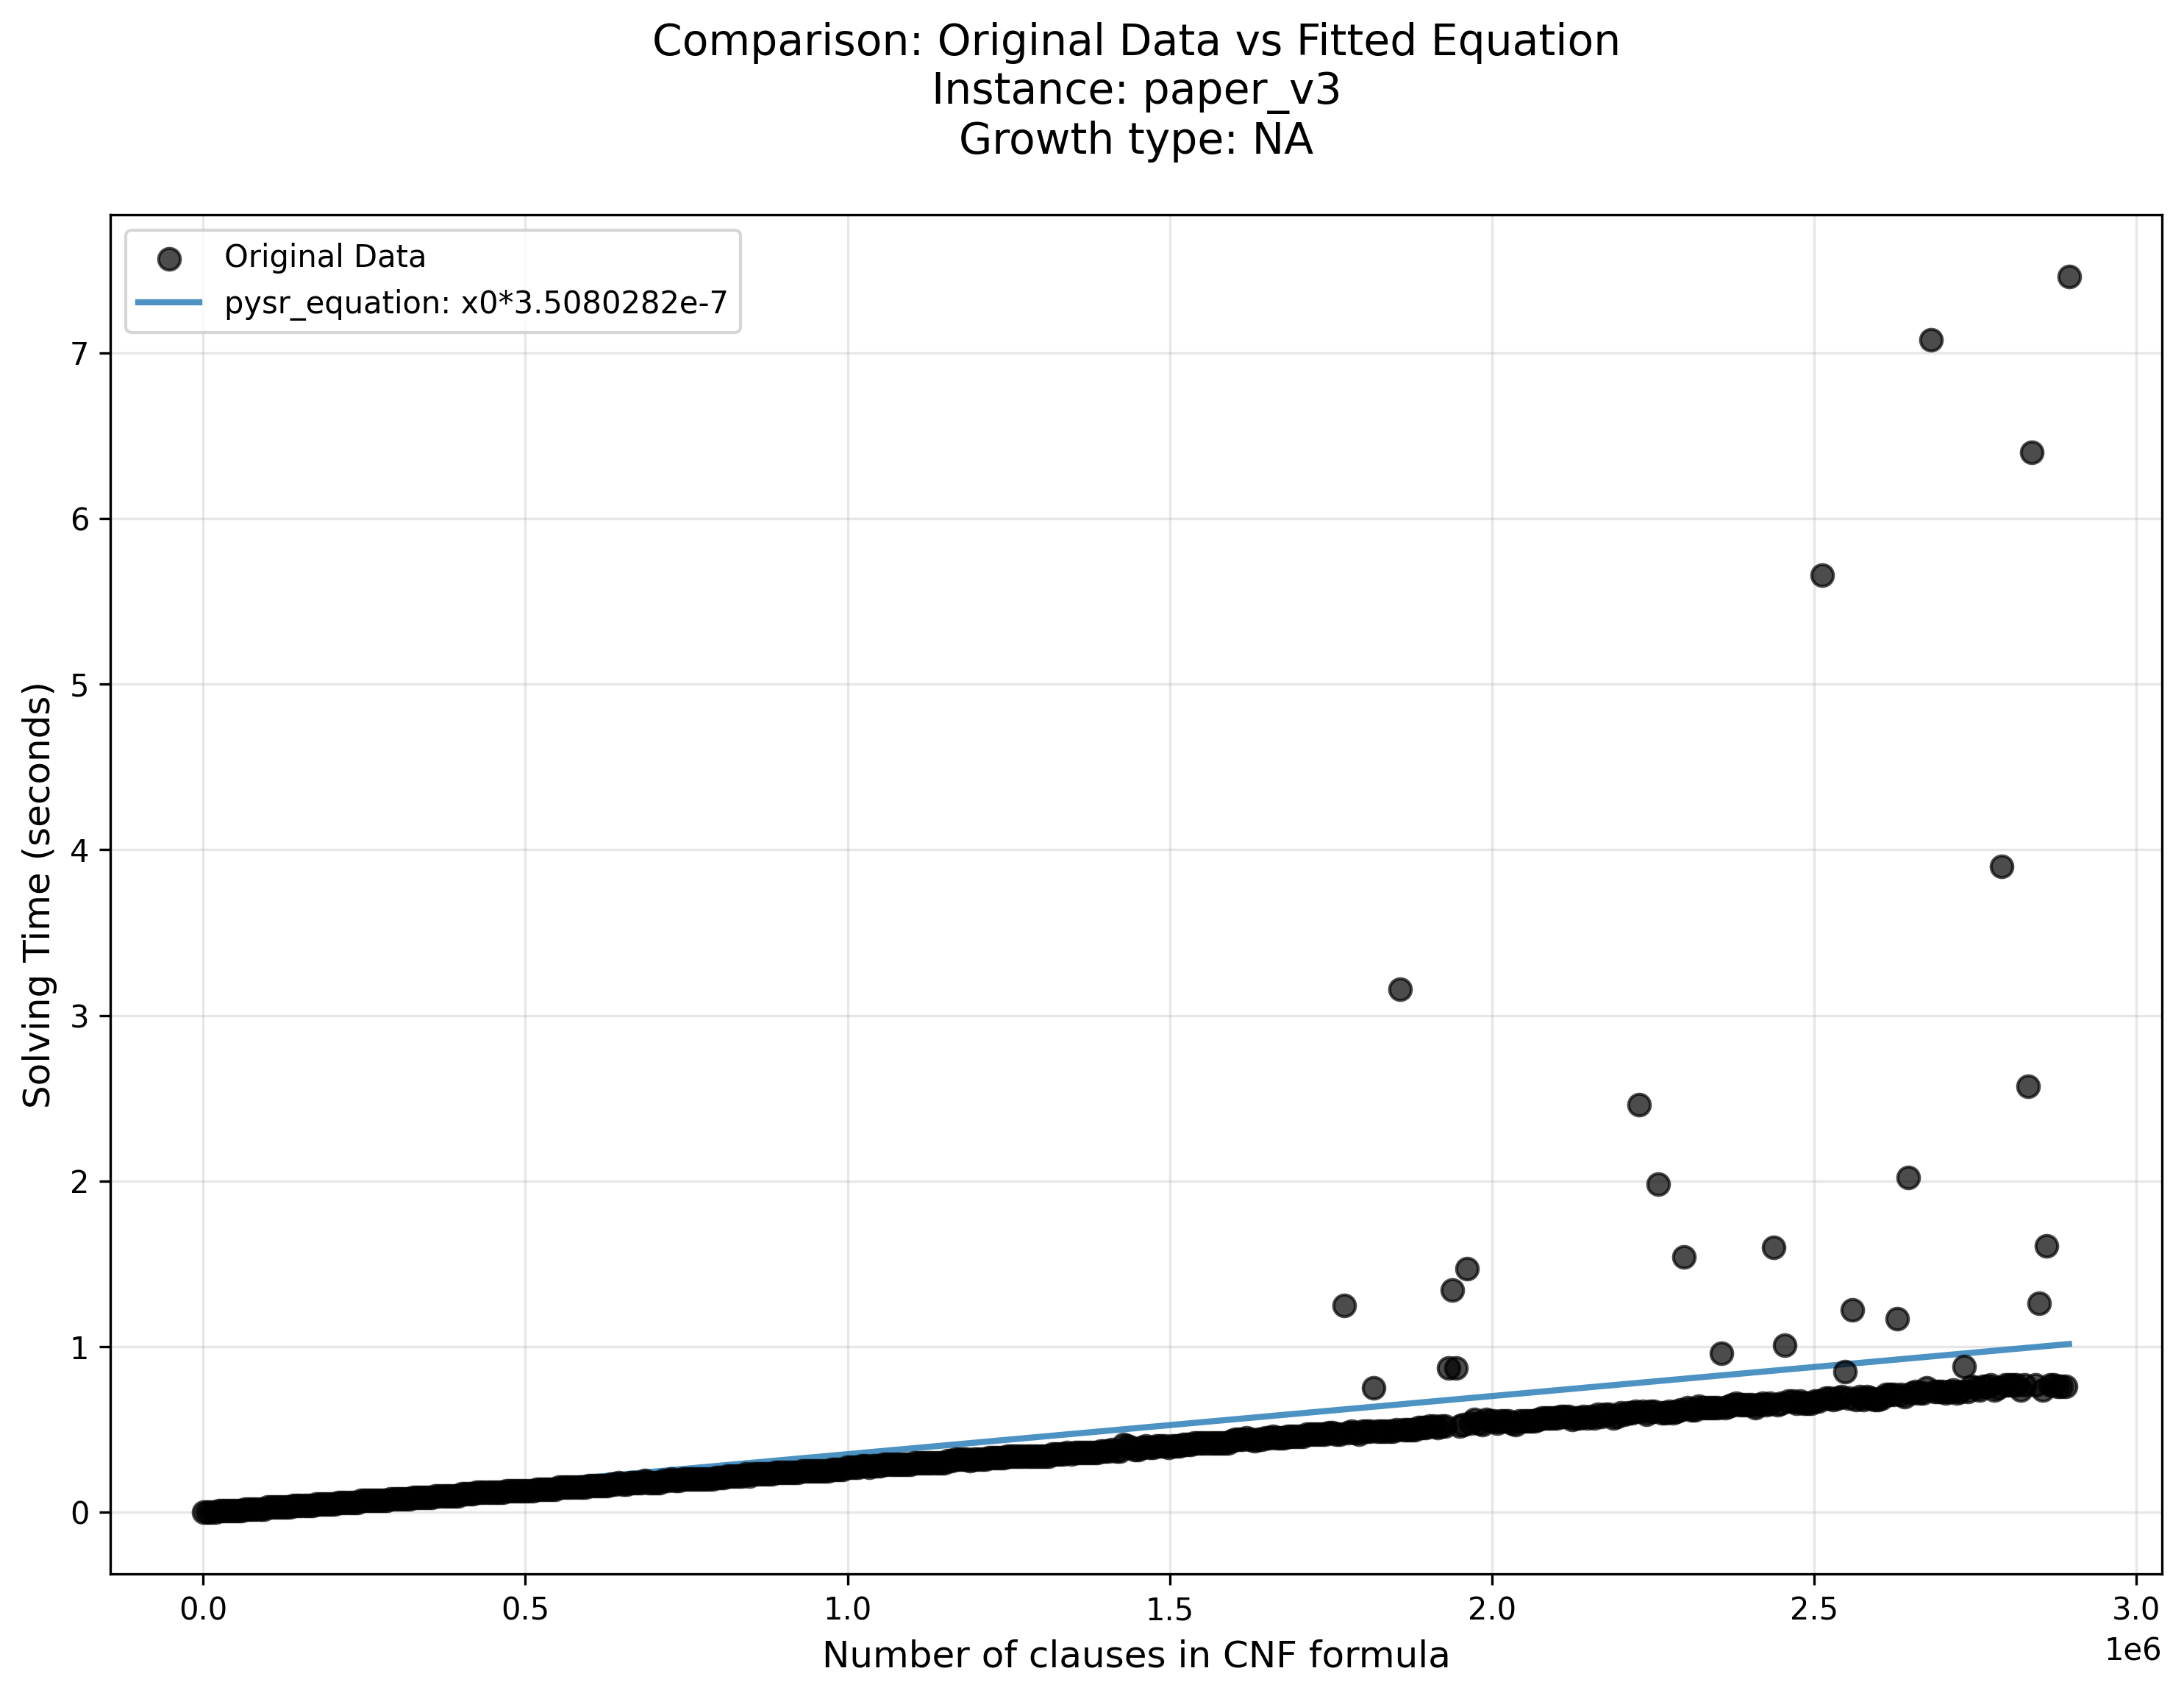 Comparison: Original Data vs Fitted Equation
Instance: paper_v3
Growth type: NA
Original Data
pysr_equation: x0*3.5080282e-7
7
6
5
4
3
2
1
0
Solving Time (seconds)
0.0 0.5 1.0 1.5 2.0 2.5 3.0
1e6
Number of clauses in CNF formula